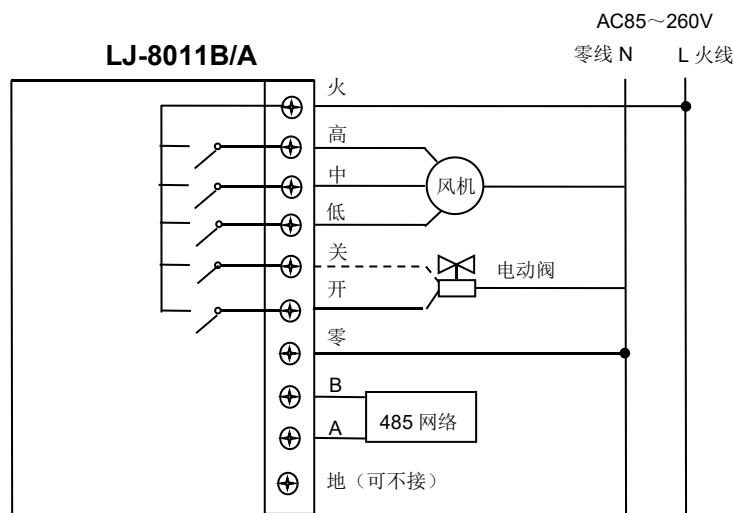 AC85～260V
LJ-8011B/A
零线 N
L 火线
火
高
中
风机
低
关
电动阀
开
零
B
485 网络
A
地（可不接）